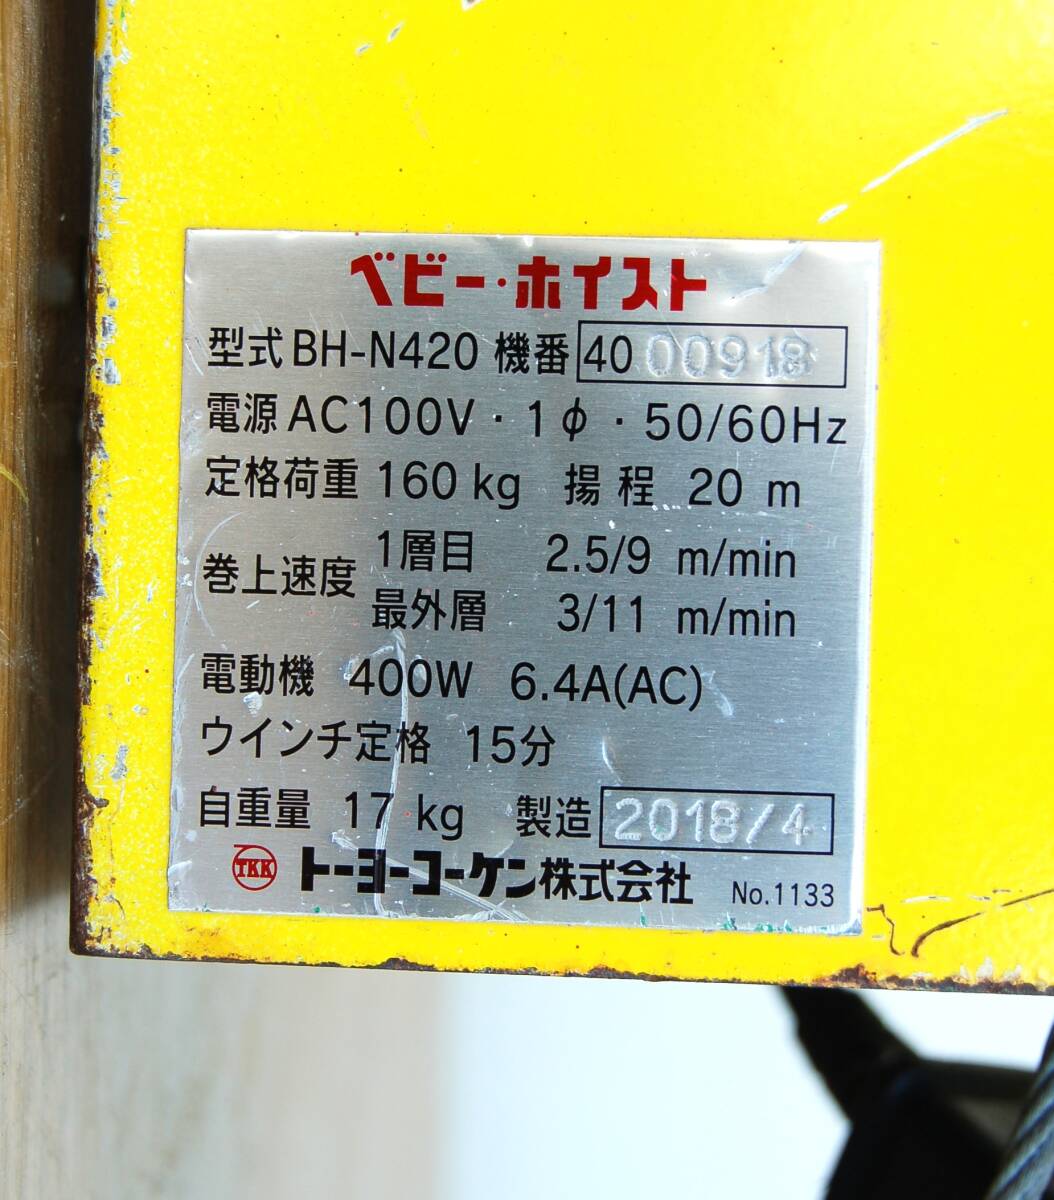 ベビー・ホイスト
型式 BH-N420 機番 40 00918
電源 AC100V・1φ・50/60Hz
定格荷重 160 kg 揚程 20 m
巻上速度 1層目 2.5/9 m/min
最外層 3/11 m/min
電動機 400W 6.4A(AC)
ウインチ定格 15分
自重量 17 kg 製造 2018/4
TKK トーヨーコーケン株式会社 No.1133